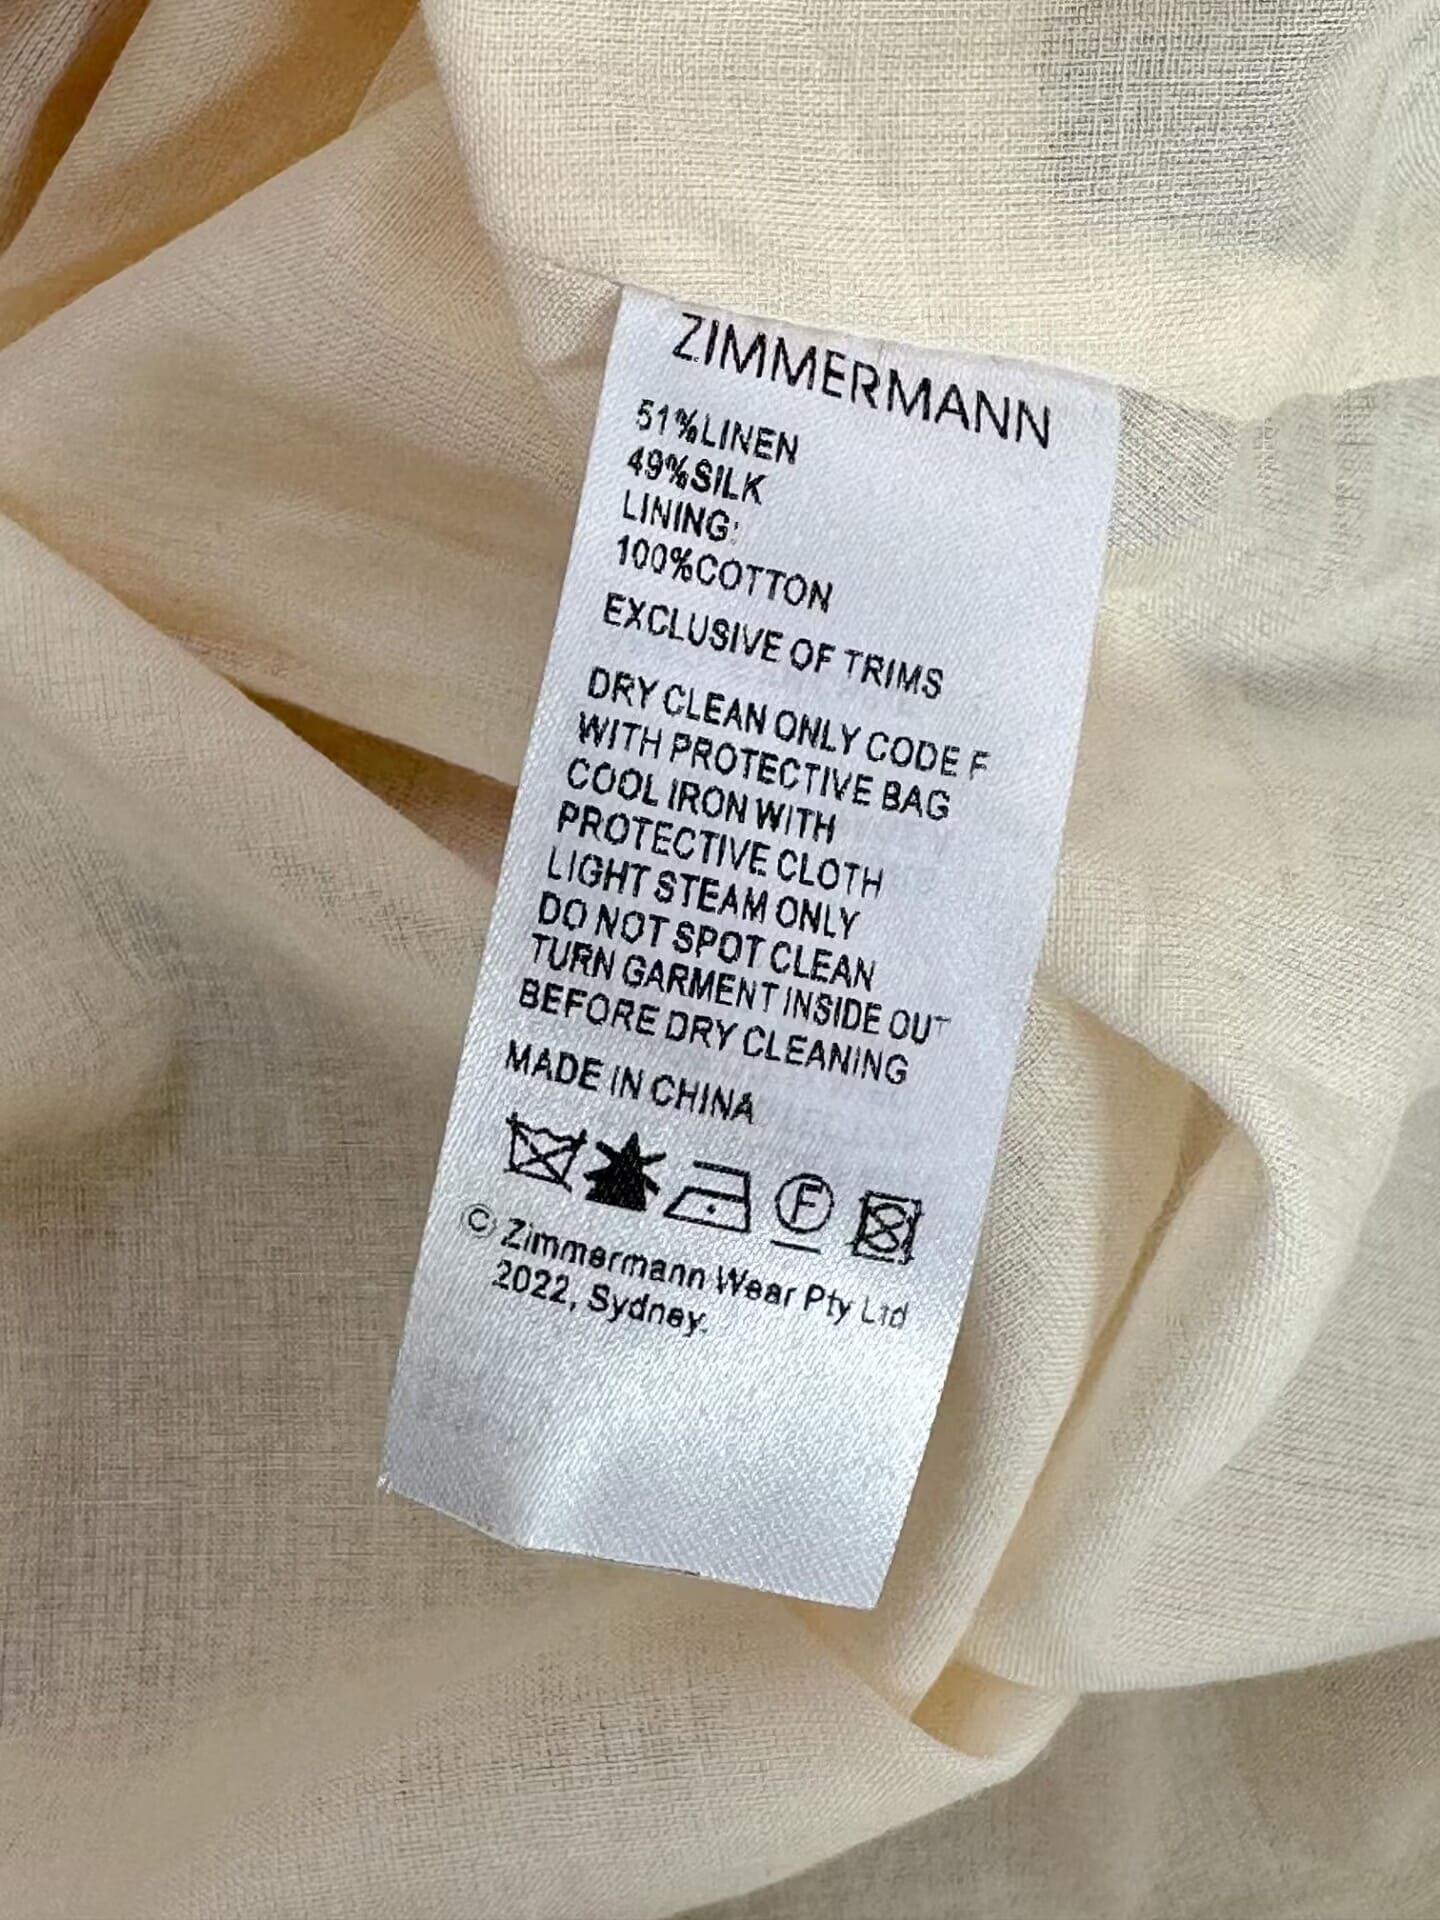 ZIMMERMANN
51%LINEN
49%SILK
LINING:
100%COTTON
EXCLUSIVE OF TRIMS
DRY CLEAN ONLY CODE F
WITH PROTECTIVE BAG
COOL IRON WITH
PROTECTIVE CLOTH
LIGHT STEAM ONLY
DO NOT SPOT CLEAN
TURN GARMENT INSIDE OUT
BEFORE DRY CLEANING
MADE IN CHINA
F
© Zimmermann Wear Pty Ltd
2022, Sydney.